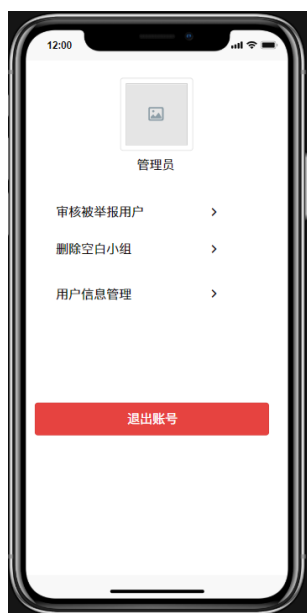 12:00
管理员
审核被举报用户
删除空白小组
用户信息管理
退出账号